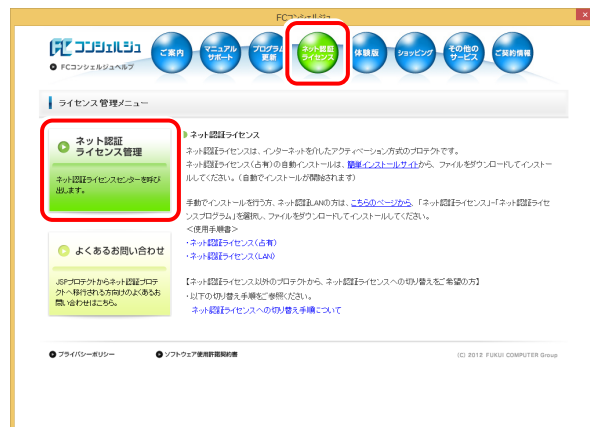 FCコンシェルジュ
FCコンシェルジュ
FCコンシェルジュヘルプ
ご案内
マニュアル
サポート
プログラム
更新
ネット認証
ライセンス
体験版
ショッピング
その他の
サービス
ご契約情報
ライセンス管理メニュー
ネット認証
ライセンス管理
ネット認証ライセンスセンターを呼び
出します。
よくあるお問い合わせ
JSPプロテクトからネット認証プロテ
クトへ移行される方向けのよくあるお
問い合わせはこちら。
ネット認証ライセンス
ネット認証ライセンスは、インターネットを介したアクティベーション方式のプロテクトです。
ネット認証ライセンス(占有)の自動インストールは、簡単インストールサイトから、ファイルをダウンロードしてインストー
ルしてください。(自動でインストールが開始されます)
手動でインストールを行う方、ネット認証LANの方は、こちらのページから、「ネット認証ライセンス」-「ネット認証ライセ
ンスプログラム」を選択し、ファイルをダウンロードしてインストールしてください。
<使用手順書>
・ネット認証ライセンス(占有)
・ネット認証ライセンス(LAN)
【ネット認証ライセンス以外のプロテクトから、ネット認証ライセンスへの切り替えをご希望の方】
・以下の切り替え手順をご参照ください。
ネット認証ライセンスへの切り替え手順について
プライバシーポリシー
ソフトウェア使用許諾契約書
(C) 2012 FUKUI COMPUTER Group